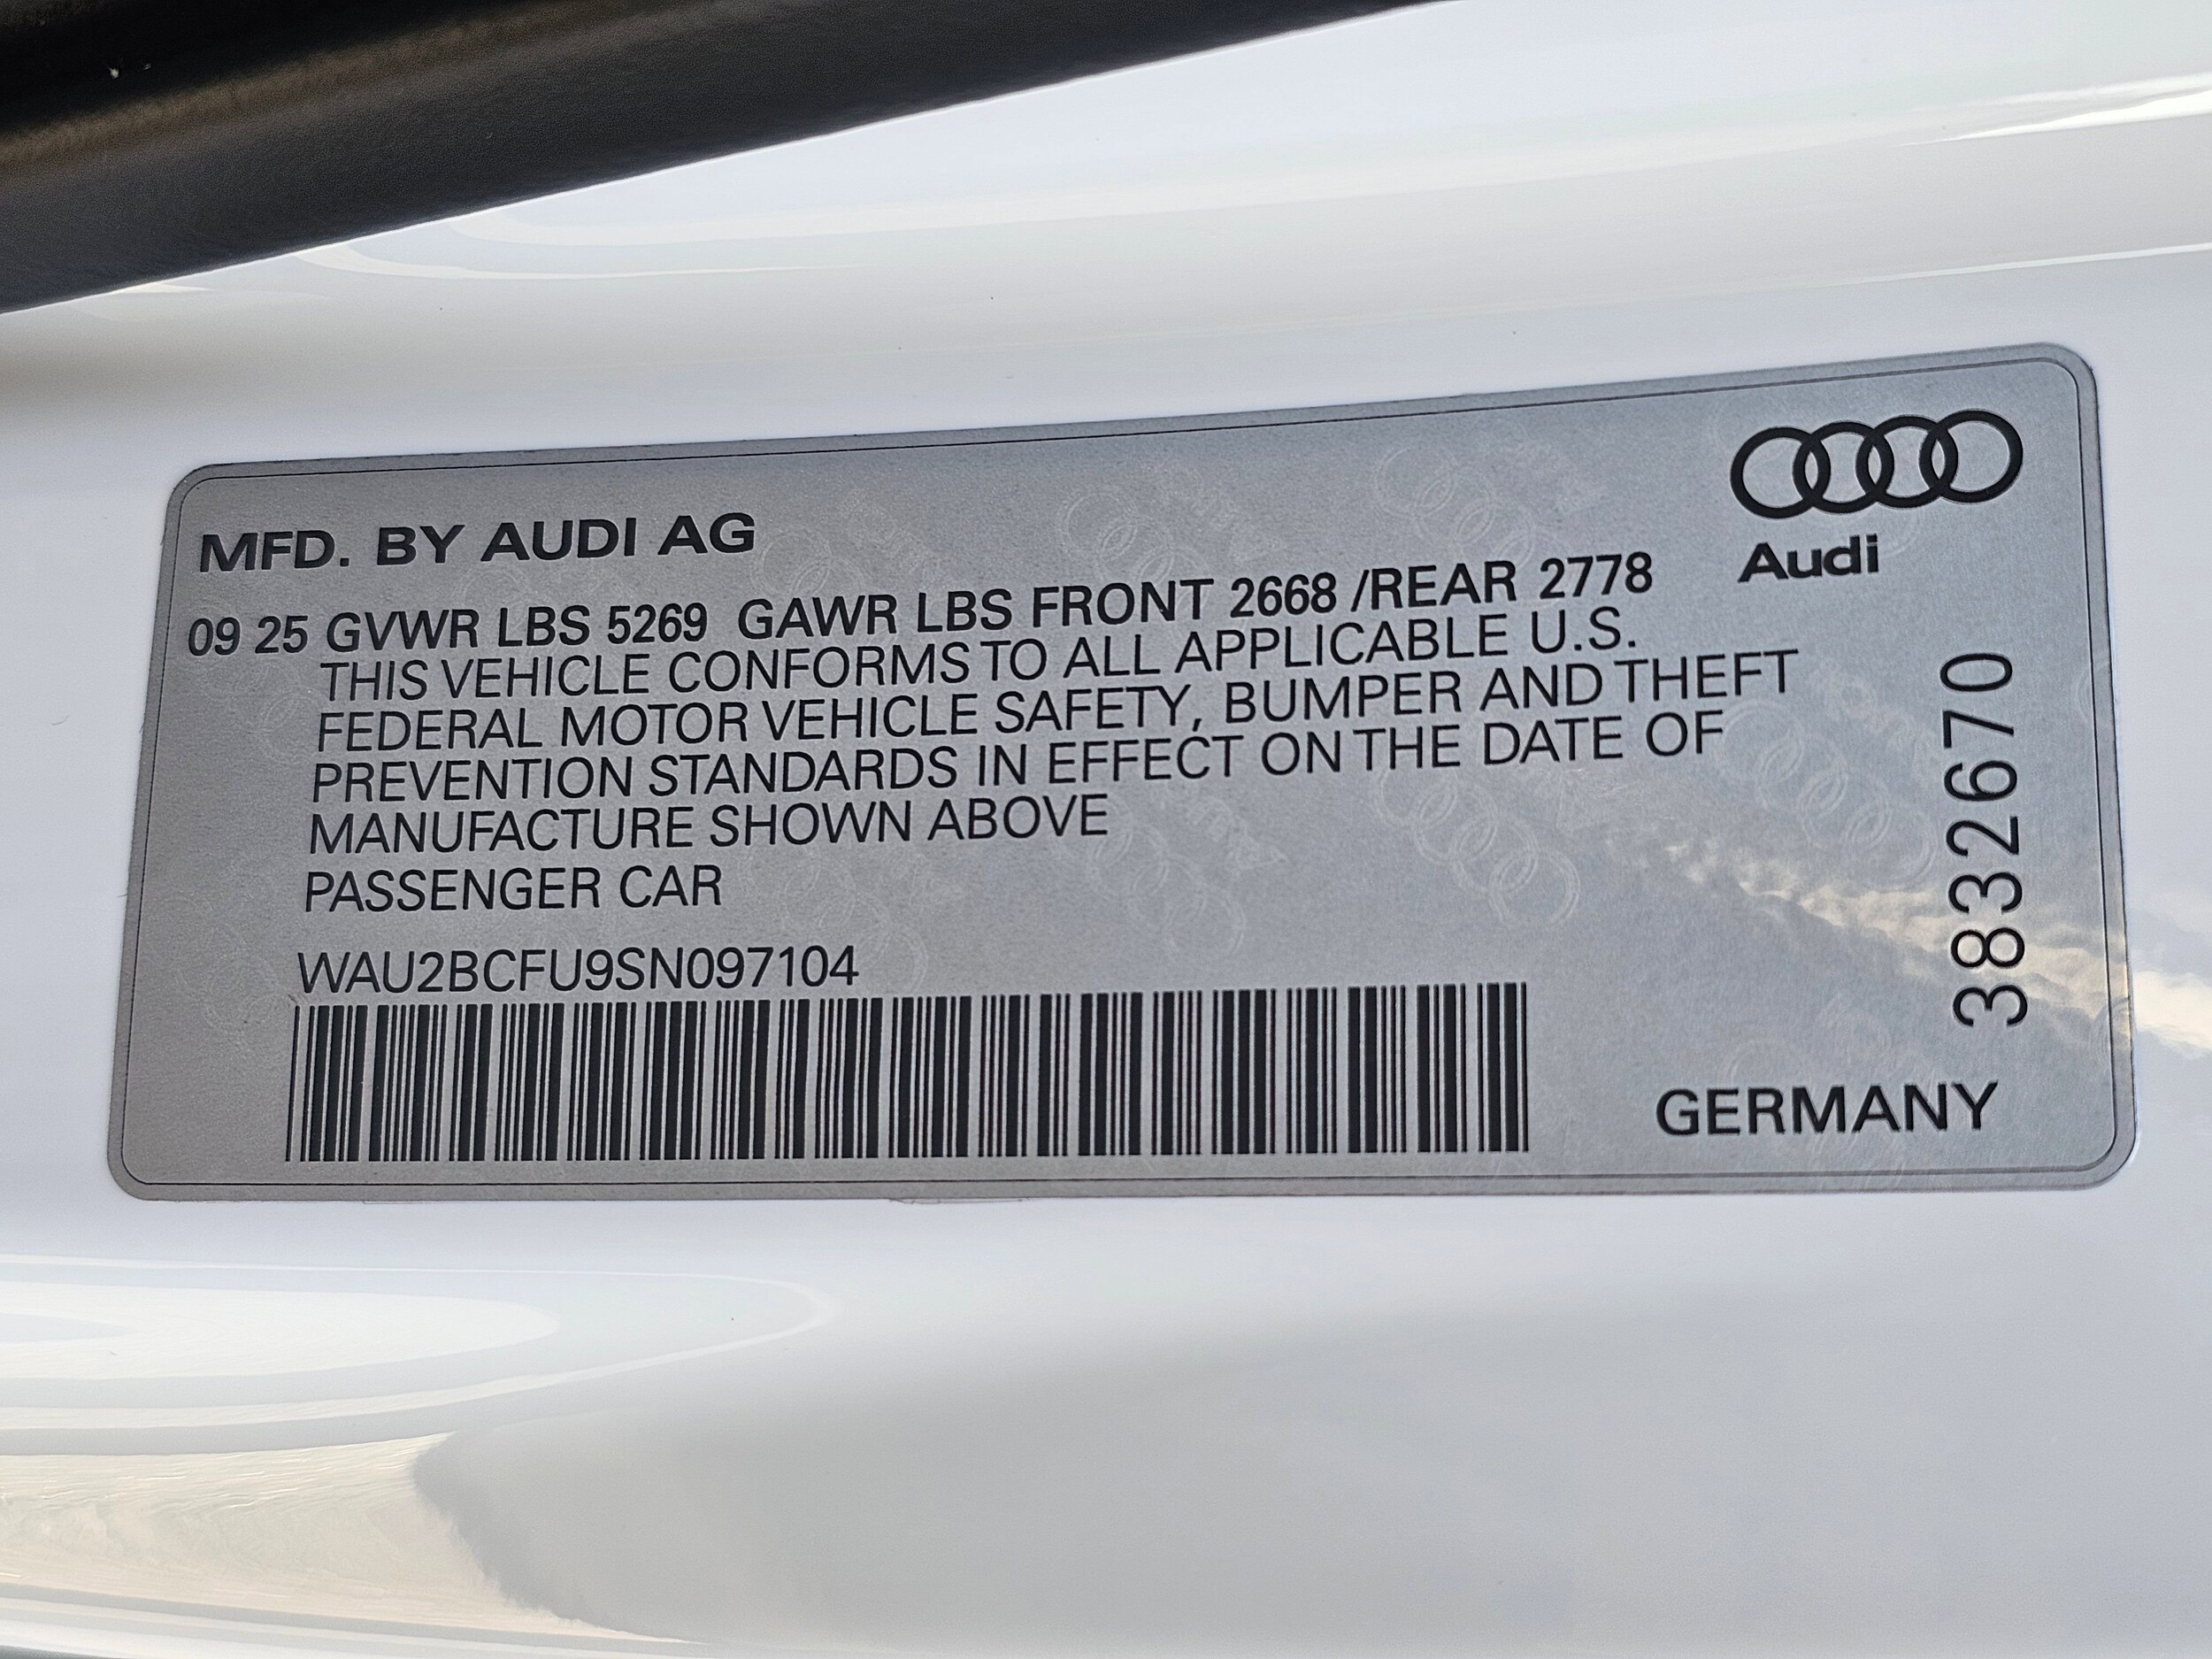 MFD. BY AUDI AG
Audi
09 25 GVWR LBS 5269 GAWR LBS FRONT 2668 /REAR 2778
THIS VEHICLE CONFORMS TO ALL APPLICABLE U.S.
FEDERAL MOTOR VEHICLE SAFETY, BUMPER AND THEFT
PREVENTION STANDARDS IN EFFECT ON THE DATE OF
MANUFACTURE SHOWN ABOVE
PASSENGER CAR
WAU2BCFU9SN097104
3832670
GERMANY